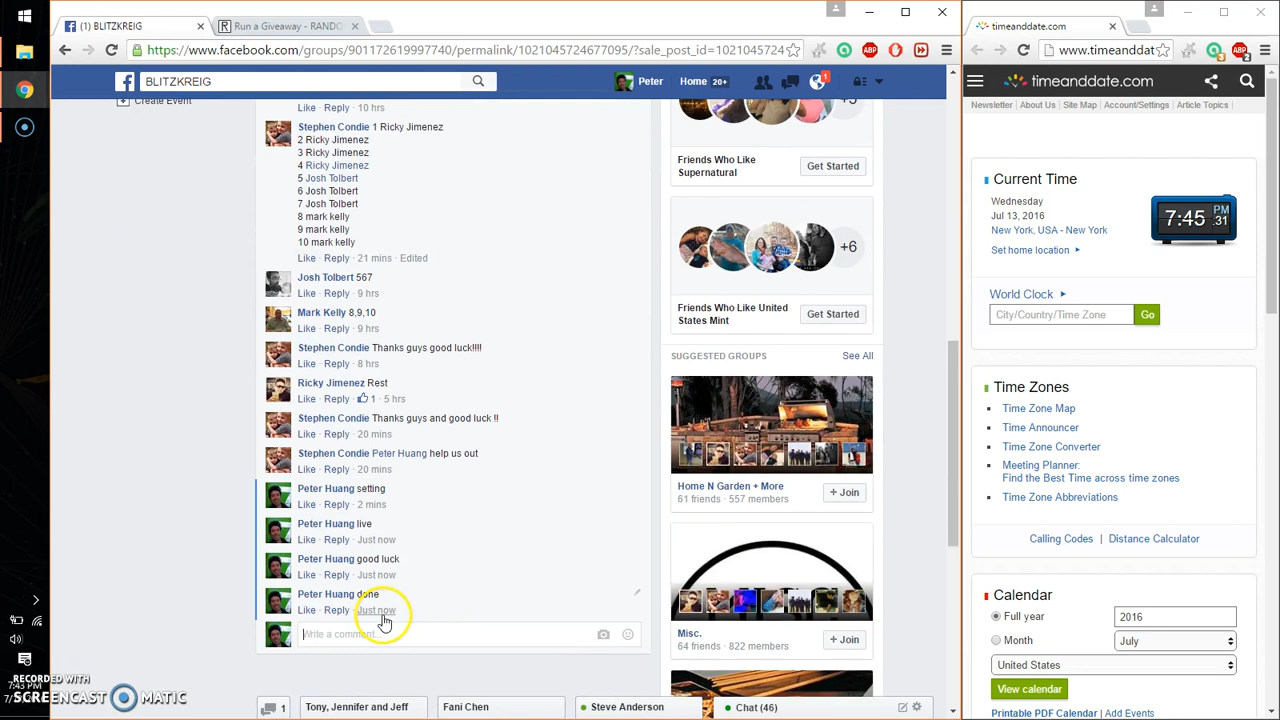 (1) BLITZKREIG
Run a Giveaway - RANDO
https://www.facebook.com/groups/901172619997740/permalink/1021045724677095/?sale_post_id=1021045724
BLITZKREIG
Peter
Home 20+
1
Create Event
Like · Reply · 10 hrs
Stephen Condie 1 Ricky Jimenez
2 Ricky Jimenez
3 Ricky Jimenez
4 Ricky Jimenez
5 Josh Tolbert
6 Josh Tolbert
7 Josh Tolbert
8 mark kelly
9 mark kelly
10 mark kelly
Like · Reply · 21 mins · Edited
Josh Tolbert 567
Like · Reply · 9 hrs
Mark Kelly 8,9,10
Like · Reply · 9 hrs
Stephen Condie Thanks guys good luck!!!!
Like · Reply · 8 hrs
Ricky Jimenez Rest
Like · Reply · 1 · 5 hrs
Stephen Condie Thanks guys and good luck !!
Like · Reply · 20 mins
Stephen Condie Peter Huang help us out
Like · Reply · 20 mins
Peter Huang setting
Like · Reply · 2 mins
Peter Huang live
Like · Reply · Just now
Peter Huang good luck
Like · Reply · Just now
Peter Huang done
Like · Reply · Just now
Write a comment...
Friends Who Like
Supernatural
Get Started
+6
Friends Who Like United
States Mint
Get Started
SUGGESTED GROUPS
See All
Home N Garden + More
61 friends · 557 members
+ Join
Misc.
64 friends · 822 members
+ Join
1
Tony, Jennifer and Jeff
Fani Chen
Steve Anderson
Chat (46)
RECORDED WITH
SCREENCAST MATIC
7:43 PM
timeanddate.com
www.timeanddat
3
ABP
2
timeanddate.com
Newsletter
About Us
Site Map
Account/Settings
Article Topics
Current Time
Wednesday
Jul 13, 2016
New York, USA - New York
Set home location
7:45 PM .31
World Clock
City/Country/Time Zone
Go
Time Zones
Time Zone Map
Time Announcer
Time Zone Converter
Meeting Planner:
Find the Best Time across time zones
Time Zone Abbreviations
Calling Codes | Distance Calculator
Calendar
Full year
2016
Month
July
United States
View calendar
Printable PDF Calendar | Add Events